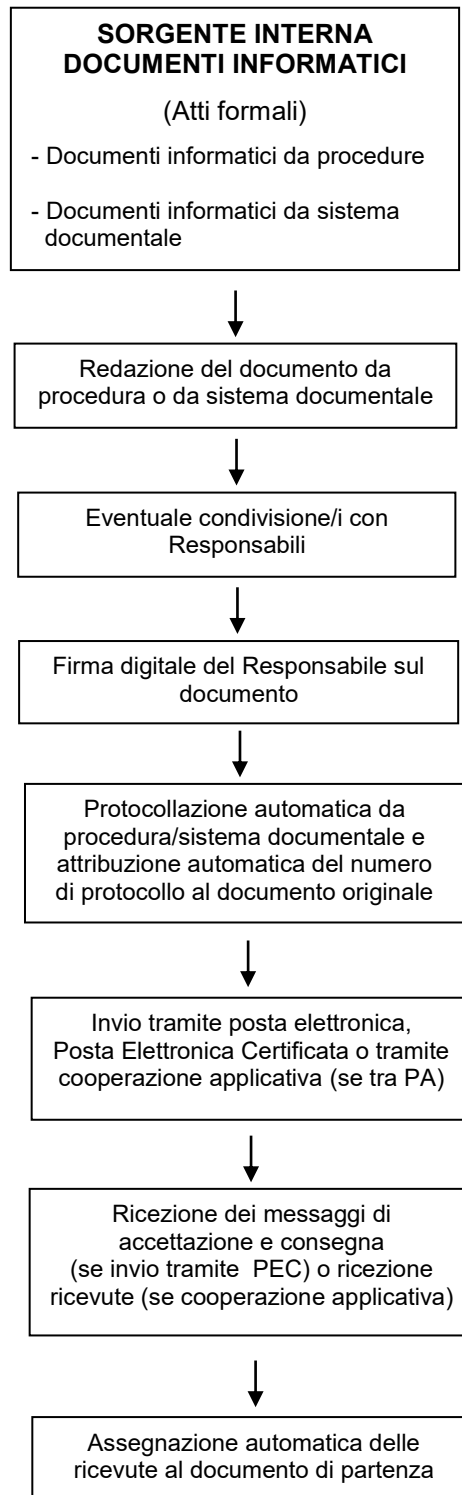 SORGENTE INTERNA
DOCUMENTI INFORMATICI
(Atti formali)
- Documenti informatici da procedure
- Documenti informatici da sistema
documentale
Redazione del documento da
procedura o da sistema documentale
Eventuale condivisione/i con
Responsabili
Firma digitale del Responsabile sul
documento
Protocollazione automatica da
procedura/sistema documentale e
attribuzione automatica del numero
di protocollo al documento originale
Invio tramite posta elettronica,
Posta Elettronica Certificata o tramite
cooperazione applicativa (se tra PA)
Ricezione dei messaggi di
accettazione e consegna
(se invio tramite PEC) o ricezione
ricevute (se cooperazione applicativa)
Assegnazione automatica delle
ricevute al documento di partenza